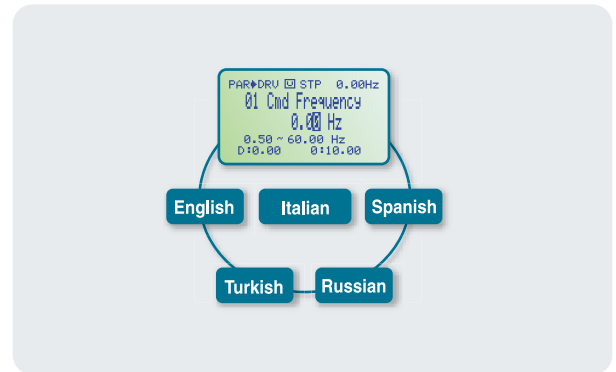 PAR➧DRV U STP 0.00Hz
01 Cmd Frequency
0.00 Hz
0.50 ~ 60.00 Hz
D:0.00 0:10.00
English Italian Spanish
Turkish Russian